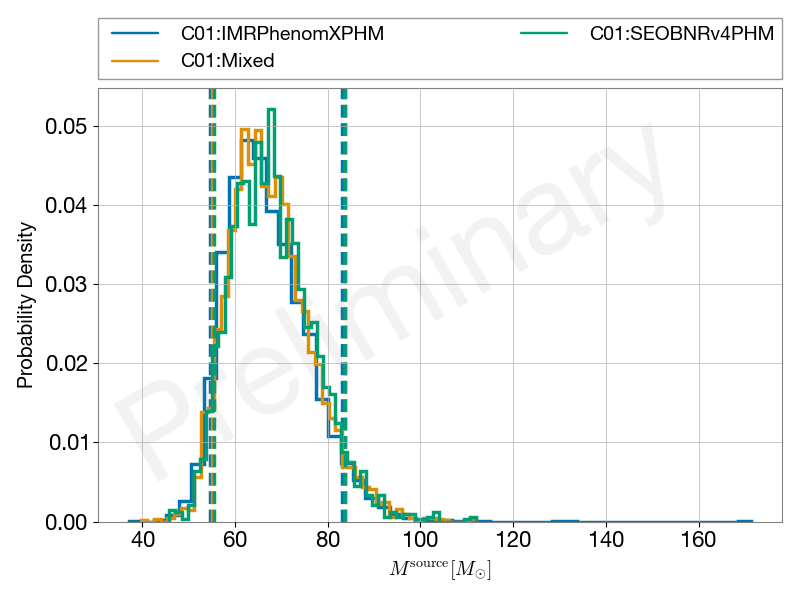 C01:IMRPhenomXPHM
C01:Mixed
C01:SEOBNRv4PHM
Preliminary
Probability Density
0.05
0.04
0.03
0.02
0.01
0.00
40 60 80 100 120 140 160
M^source [M_⊙]